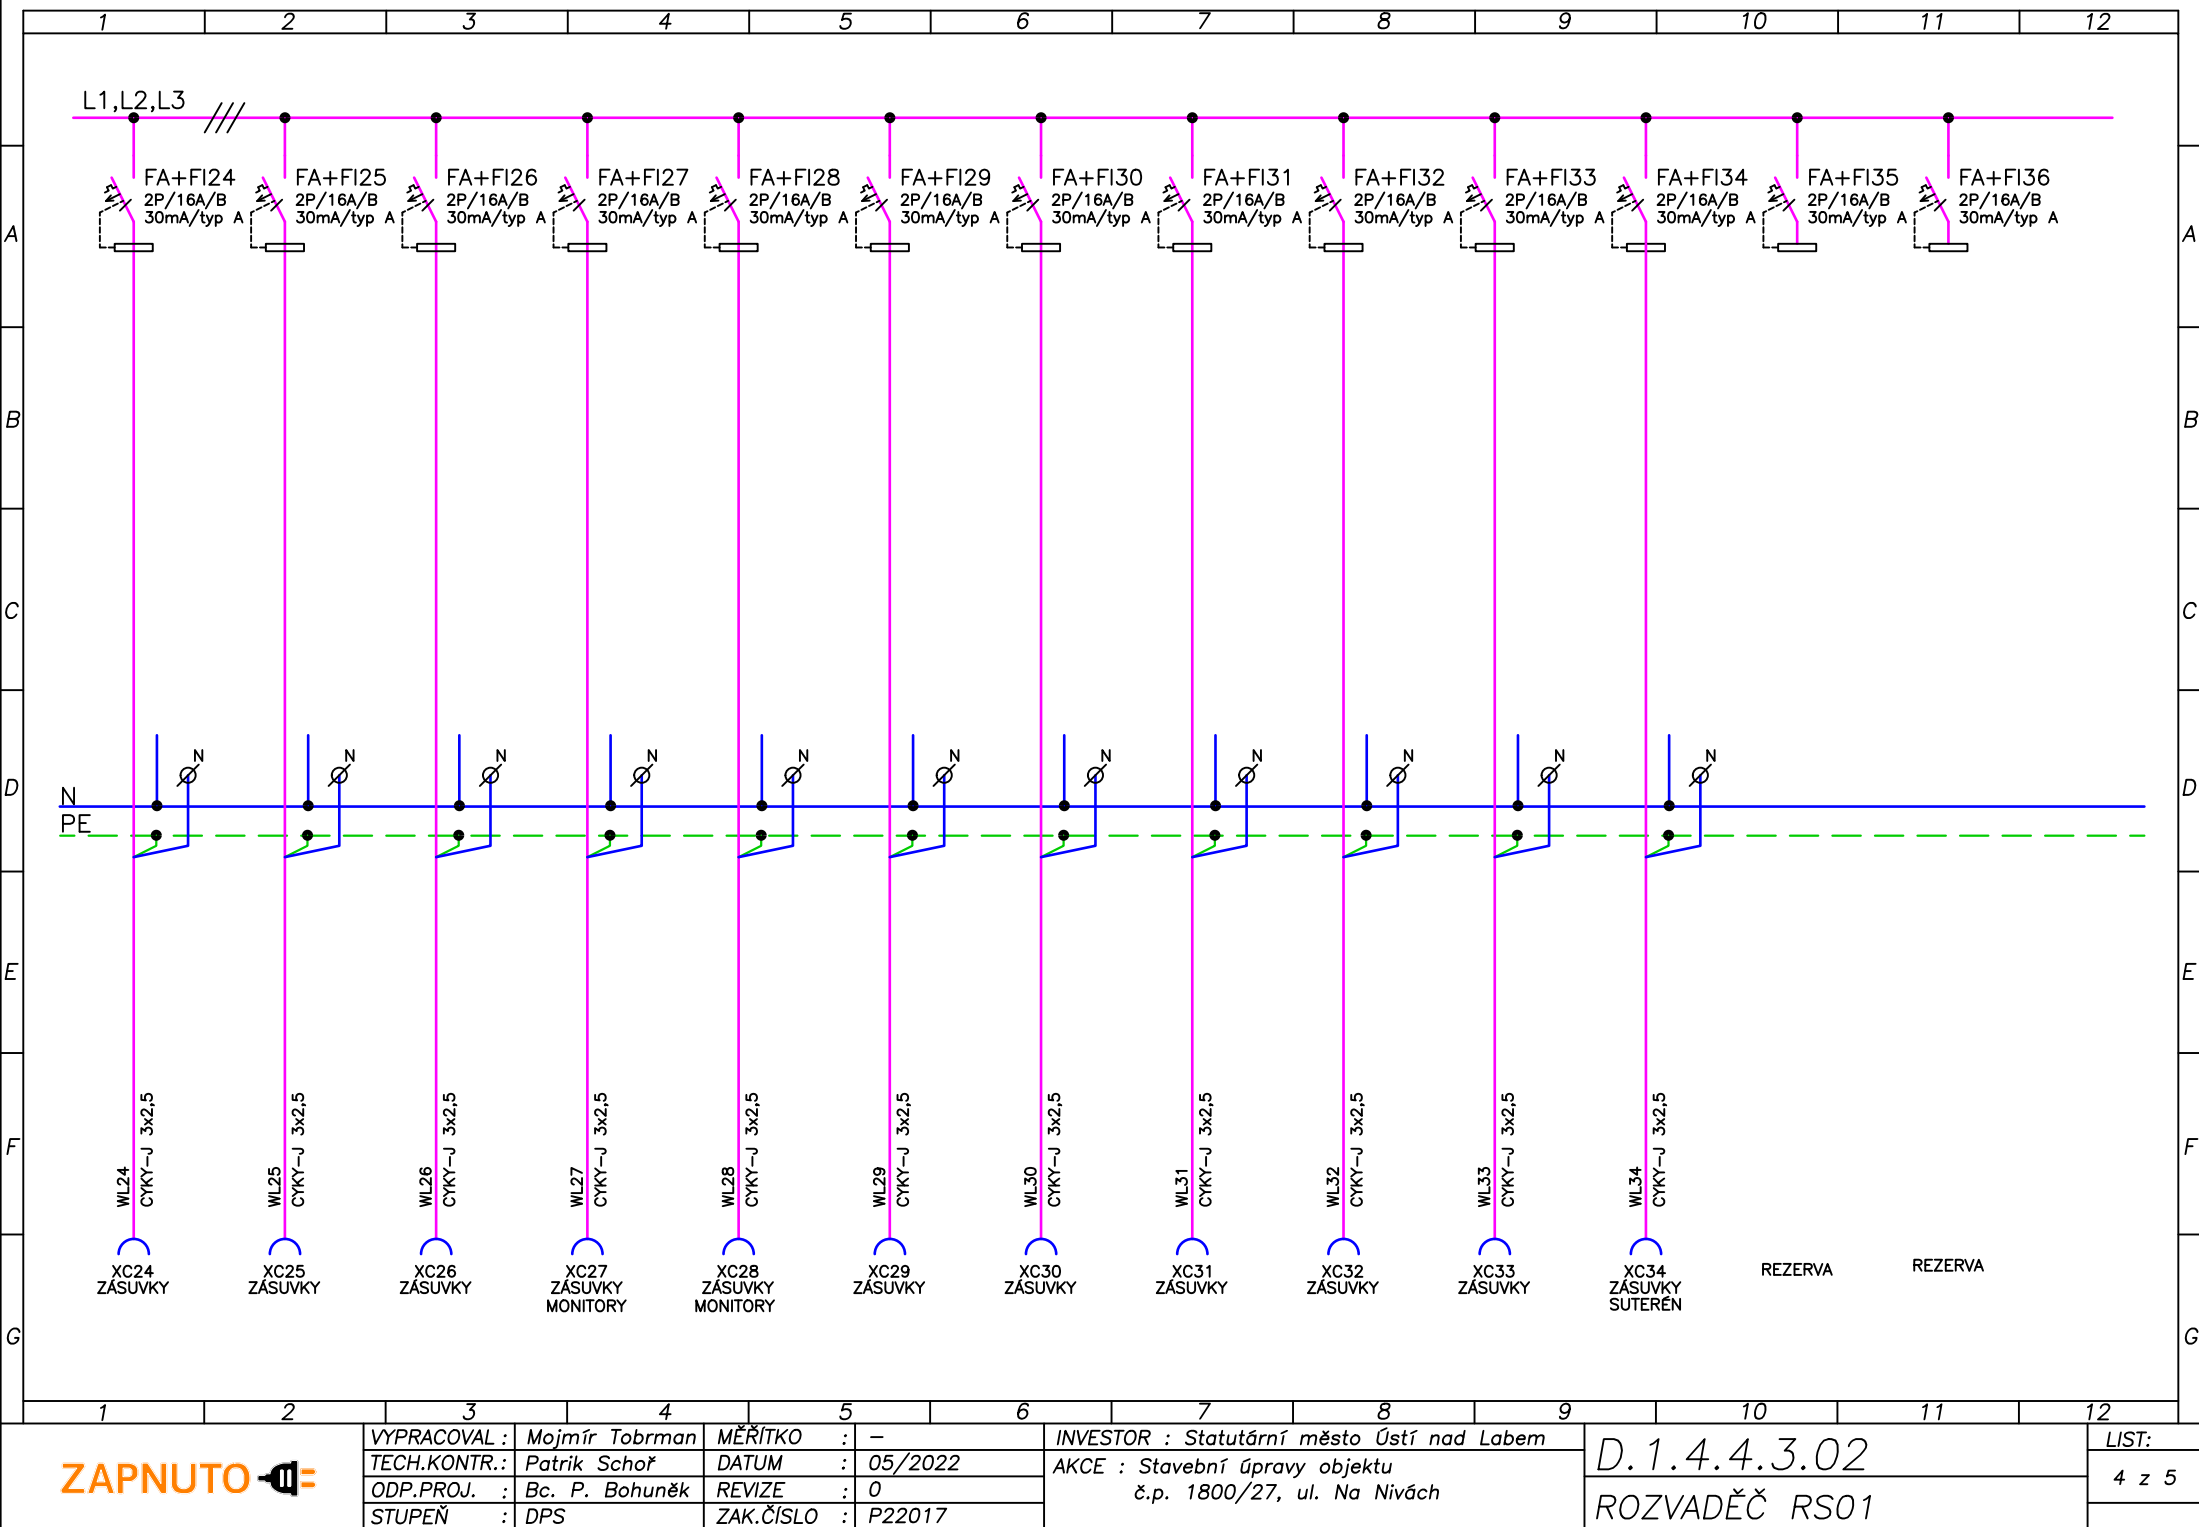 1 2 3 4 5 6 7 8 9 10 11 12
L1,L2,L3
FA+FI24 FA+FI25 FA+FI26 FA+FI27 FA+FI28 FA+FI29 FA+FI30 FA+FI31 FA+FI32 FA+FI33 FA+FI34 FA+FI35 FA+FI36
2P/16A/B 2P/16A/B 2P/16A/B 2P/16A/B 2P/16A/B 2P/16A/B 2P/16A/B 2P/16A/B 2P/16A/B 2P/16A/B 2P/16A/B 2P/16A/B 2P/16A/B
30mA/typ A 30mA/typ A 30mA/typ A 30mA/typ A 30mA/typ A 30mA/typ A 30mA/typ A 30mA/typ A 30mA/typ A 30mA/typ A 30mA/typ A 30mA/typ A 30mA/typ A
A A
B B
C C
N N N N N N N N N N N
D D
N
PE
E E
F F
WL24 CYKY-J 3x2,5
WL25 CYKY-J 3x2,5
WL26 CYKY-J 3x2,5
WL27 CYKY-J 3x2,5
WL28 CYKY-J 3x2,5
WL29 CYKY-J 3x2,5
WL30 CYKY-J 3x2,5
WL31 CYKY-J 3x2,5
WL32 CYKY-J 3x2,5
WL33 CYKY-J 3x2,5
WL34 CYKY-J 3x2,5
XC24 XC25 XC26 XC27 XC28 XC29 XC30 XC31 XC32 XC33 XC34 REZERVA REZERVA
ZÁSUVKY ZÁSUVKY ZÁSUVKY ZÁSUVKY ZÁSUVKY ZÁSUVKY ZÁSUVKY ZÁSUVKY ZÁSUVKY ZÁSUVKY ZÁSUVKY
MONITORY MONITORY SUTERÉN
G G
1 2 3 4 5 6 7 8 9 10 11 12
ZAPNUTO
VYPRACOVAL : Mojmír Tobrman MĚŘÍTKO : –
TECH.KONTR.: Patrik Schoř DATUM : 05/2022
ODP.PROJ. : Bc. P. Bohuněk REVIZE : 0
STUPEŇ : DPS ZAK.ČÍSLO : P22017
INVESTOR : Statutární město Ústí nad Labem
AKCE : Stavební úpravy objektu
č.p. 1800/27, ul. Na Nivách
D.1.4.4.3.02
ROZVADĚČ RS01
LIST:
4 z 5